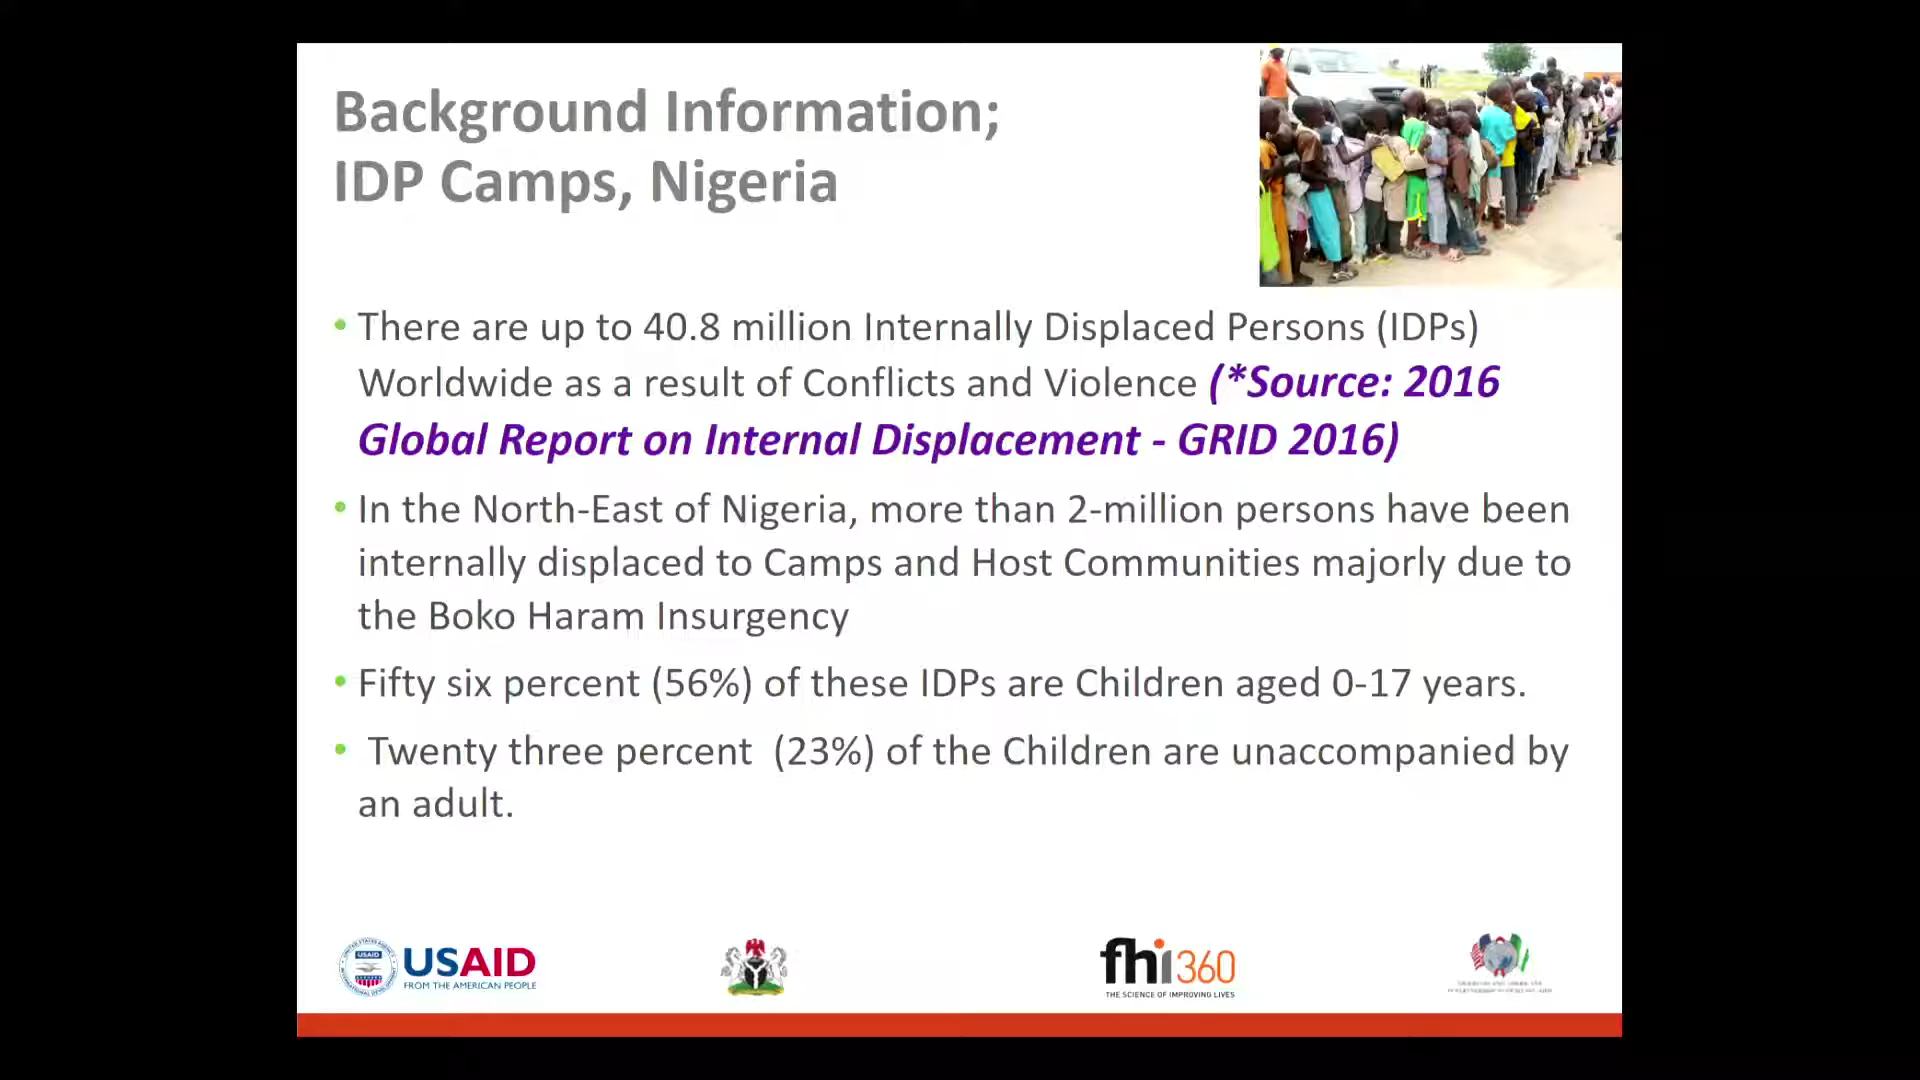 Background Information;
IDP Camps, Nigeria
• There are up to 40.8 million Internally Displaced Persons (IDPs)
Worldwide as a result of Conflicts and Violence (*Source: 2016
Global Report on Internal Displacement - GRID 2016)
• In the North-East of Nigeria, more than 2-million persons have been
internally displaced to Camps and Host Communities majorly due to
the Boko Haram Insurgency
• Fifty six percent (56%) of these IDPs are Children aged 0-17 years.
• Twenty three percent (23%) of the Children are unaccompanied by
an adult.
USAID
USAID
FROM THE AMERICAN PEOPLE
fhi360
THE SCIENCE OF IMPROVING LIVES